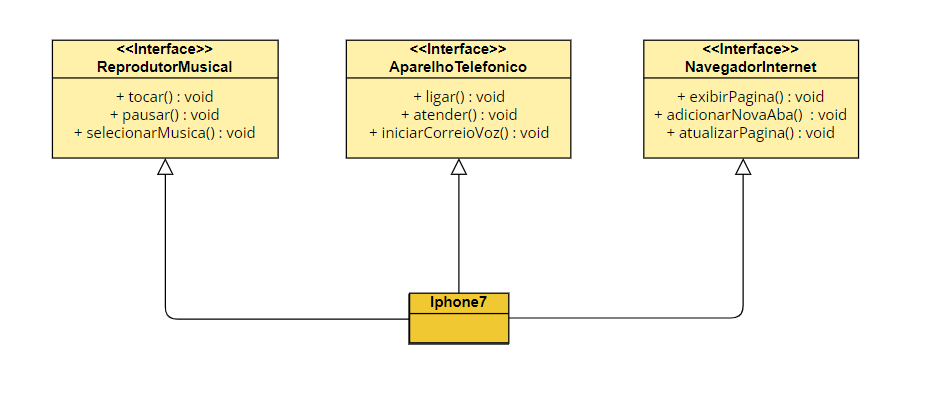 <<Interface>>
ReprodutorMusical
+ tocar() : void
+ pausar() : void
+ selecionarMusica() : void
<<Interface>>
AparelhoTelefonico
+ ligar() : void
+ atender() : void
+ iniciarCorreioVoz() : void
<<Interface>>
NavegadorInternet
+ exibirPagina() : void
+ adicionarNovaAba() : void
+ atualizarPagina() : void
Iphone7